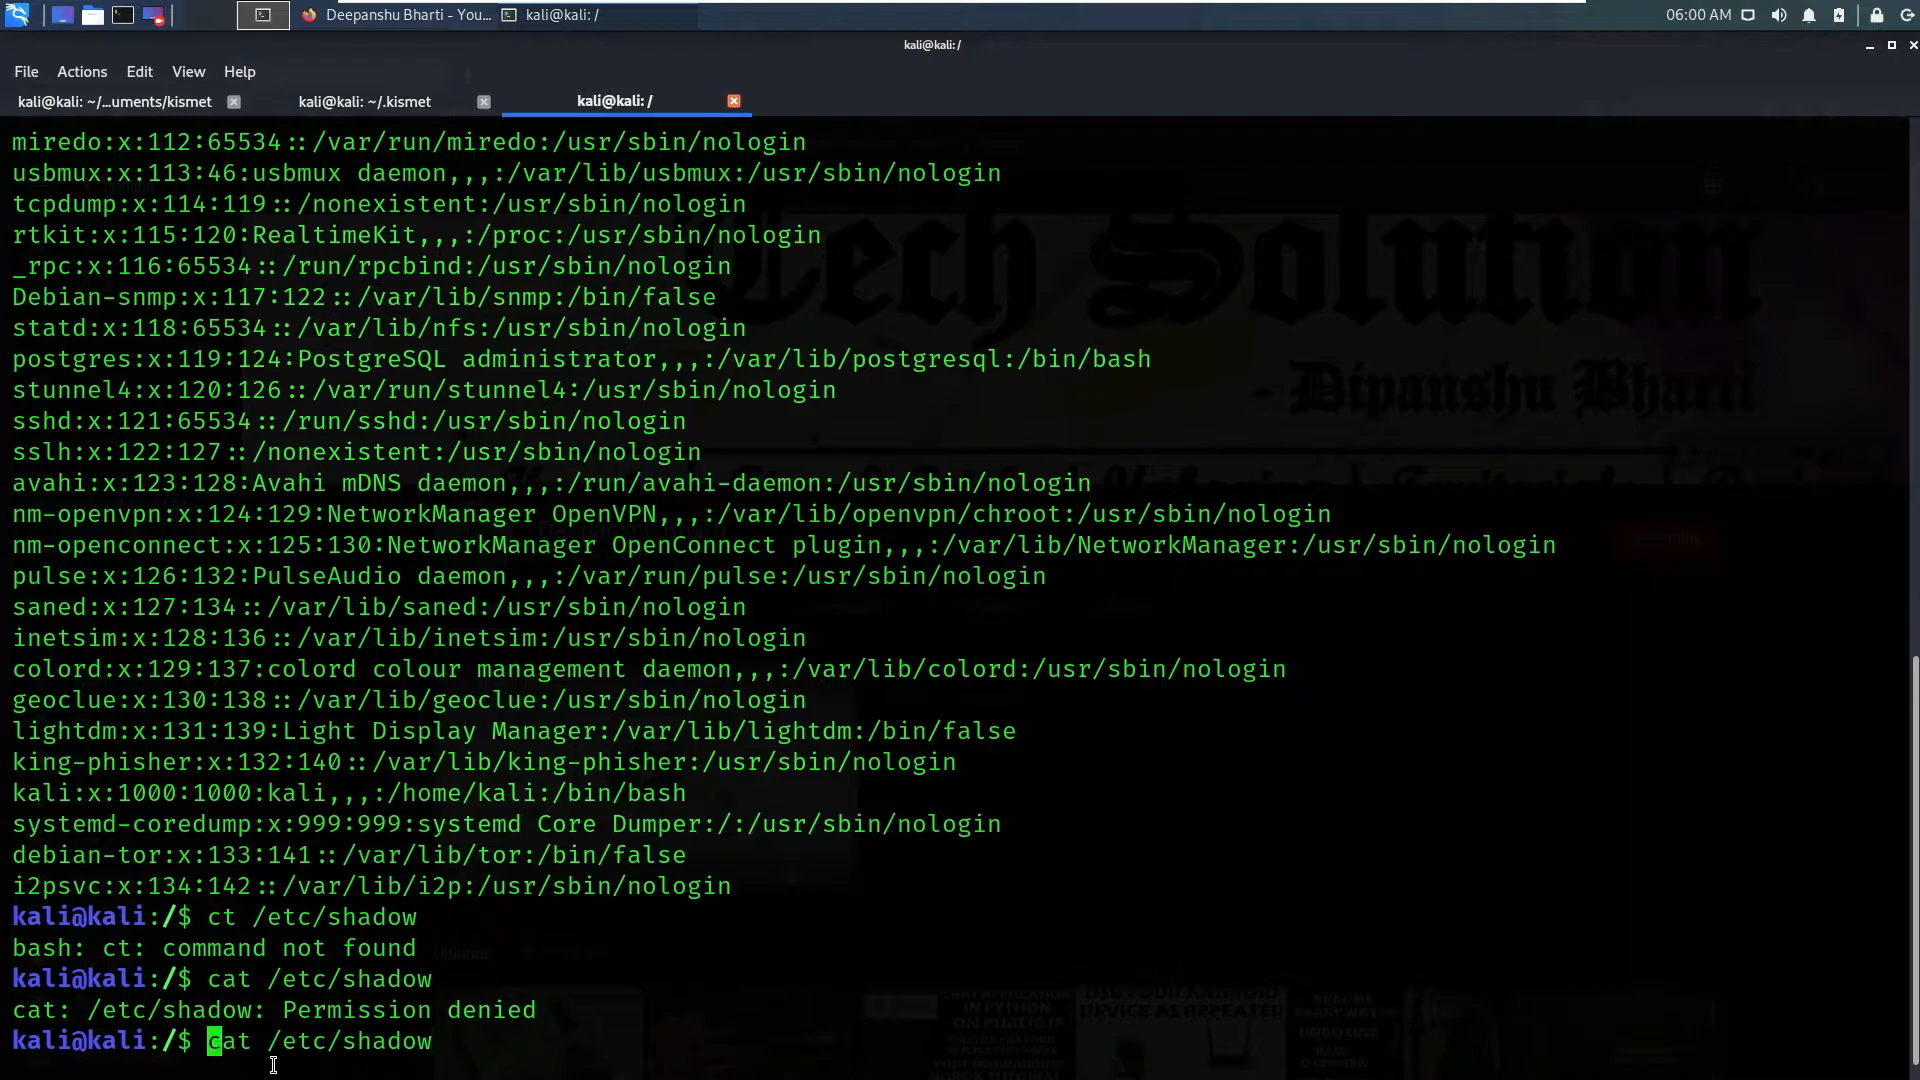 Deepanshu Bharti - You...
kali@kali: /
06:00 AM
kali@kali: /
File Actions Edit View Help
kali@kali: ~/...uments/kismet
kali@kali: ~/.kismet
kali@kali: /
miredo:x:112:65534::/var/run/miredo:/usr/sbin/nologin
usbmux:x:113:46:usbmux daemon,,,:/var/lib/usbmux:/usr/sbin/nologin
tcpdump:x:114:119::/nonexistent:/usr/sbin/nologin
rtkit:x:115:120:RealtimeKit,,,:/proc:/usr/sbin/nologin
_rpc:x:116:65534::/run/rpcbind:/usr/sbin/nologin
Debian-snmp:x:117:122::/var/lib/snmp:/bin/false
statd:x:118:65534::/var/lib/nfs:/usr/sbin/nologin
postgres:x:119:124:PostgreSQL administrator,,,:/var/lib/postgresql:/bin/bash
stunnel4:x:120:126::/var/run/stunnel4:/usr/sbin/nologin
sshd:x:121:65534::/run/sshd:/usr/sbin/nologin
sslh:x:122:127::/nonexistent:/usr/sbin/nologin
avahi:x:123:128:Avahi mDNS daemon,,,:/run/avahi-daemon:/usr/sbin/nologin
nm-openvpn:x:124:129:NetworkManager OpenVPN,,,:/var/lib/openvpn/chroot:/usr/sbin/nologin
nm-openconnect:x:125:130:NetworkManager OpenConnect plugin,,,:/var/lib/NetworkManager:/usr/sbin/nologin
pulse:x:126:132:PulseAudio daemon,,,:/var/run/pulse:/usr/sbin/nologin
saned:x:127:134::/var/lib/saned:/usr/sbin/nologin
inetsim:x:128:136::/var/lib/inetsim:/usr/sbin/nologin
colord:x:129:137:colord colour management daemon,,,:/var/lib/colord:/usr/sbin/nologin
geoclue:x:130:138::/var/lib/geoclue:/usr/sbin/nologin
lightdm:x:131:139:Light Display Manager:/var/lib/lightdm:/bin/false
king-phisher:x:132:140::/var/lib/king-phisher:/usr/sbin/nologin
kali:x:1000:1000:kali,,,:/home/kali:/bin/bash
systemd-coredump:x:999:999:systemd Core Dumper:/:/usr/sbin/nologin
debian-tor:x:133:141::/var/lib/tor:/bin/false
i2psvc:x:134:142::/var/lib/i2p:/usr/sbin/nologin
kali@kali:/$ ct /etc/shadow
bash: ct: command not found
kali@kali:/$ cat /etc/shadow
cat: /etc/shadow: Permission denied
kali@kali:/$ cat /etc/shadow
Tech Solution
- Dipanshu Bharti